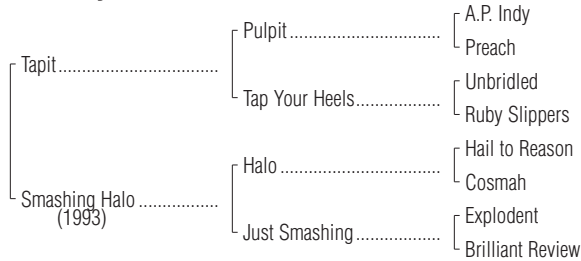 A.P. Indy
Pulpit
Preach
Tapit
Unbridled
Tap Your Heels
Ruby Slippers
Hail to Reason
Halo
Cosmah
Smashing Halo
(1993)
Explodent
Just Smashing
Brilliant Review